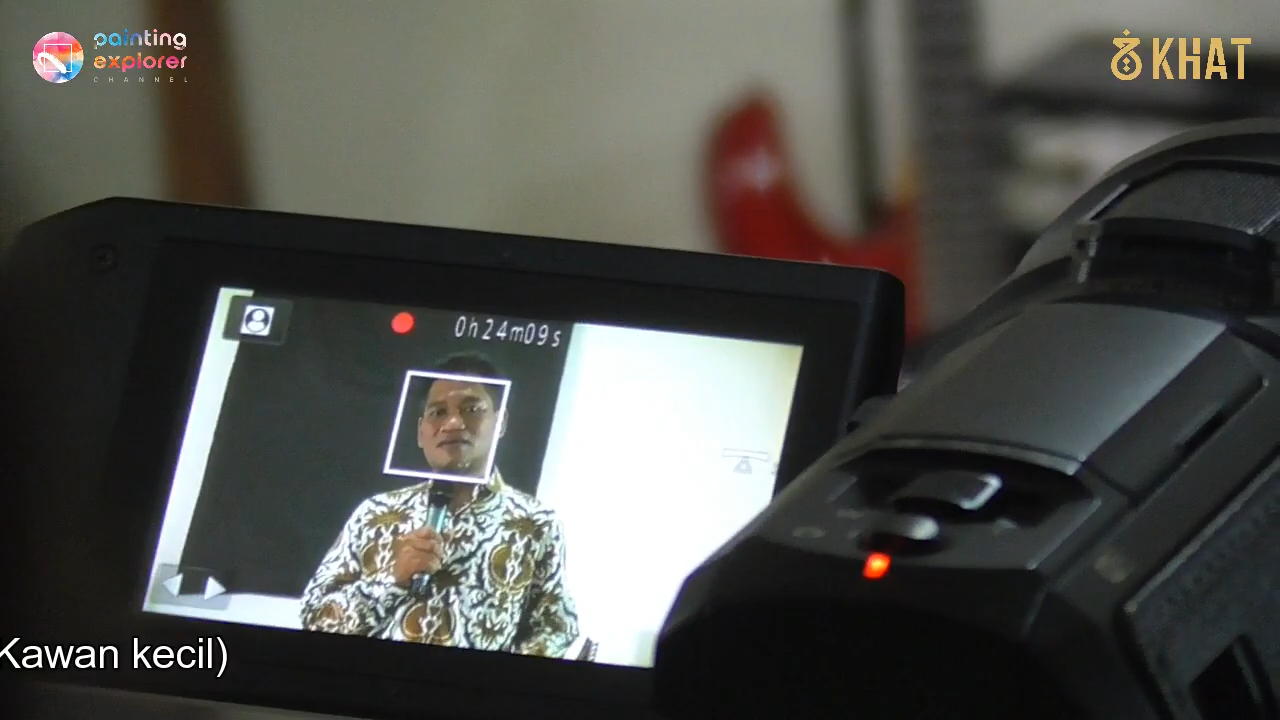 painting
explorer
CHANNEL
KHAT
0h24m09s
Kawan kecil)